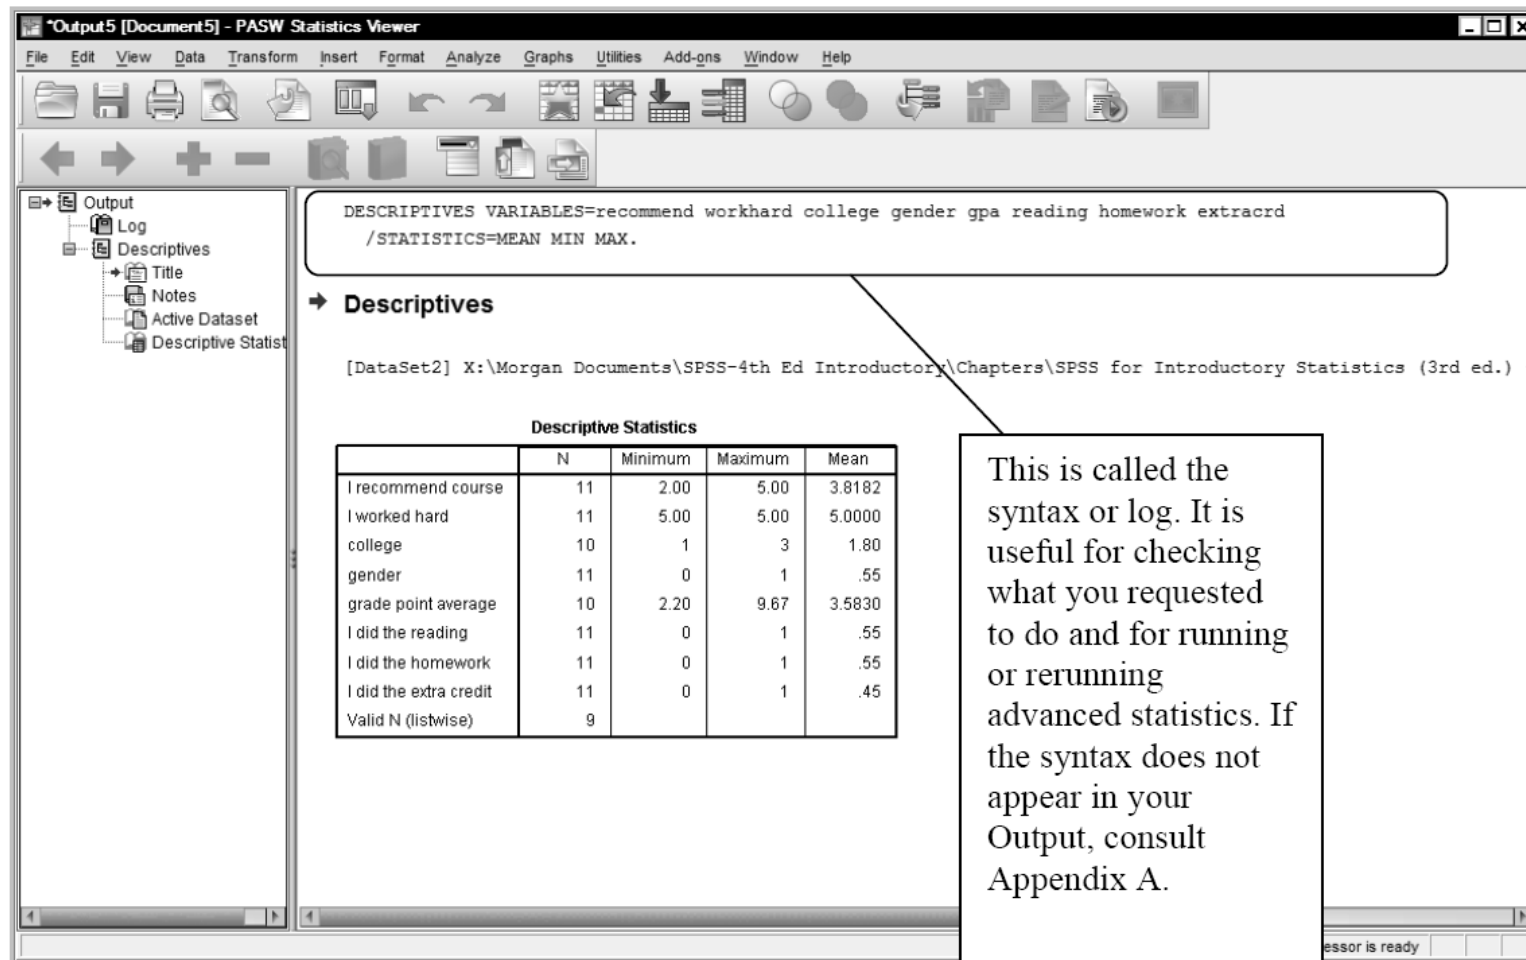 *Output5 [Document5] - PASW Statistics Viewer
File Edit View Data Transform Insert Format Analyze Graphs Utilities Add-ons Window Help
Output
Log
Descriptives
Title
Notes
Active Dataset
Descriptive Statist
DESCRIPTIVES VARIABLES=recommend workhard college gender gpa reading homework extracrd
/STATISTICS=MEAN MIN MAX.
Descriptives
[DataSet2] X:\Morgan Documents\SPSS-4th Ed Introductory\Chapters\SPSS for Introductory Statistics (3rd ed.)
Descriptive Statistics
N Minimum Maximum Mean
I recommend course 11 2.00 5.00 3.8182
I worked hard 11 5.00 5.00 5.0000
college 10 1 3 1.80
gender 11 0 1 .55
grade point average 10 2.20 9.67 3.5830
I did the reading 11 0 1 .55
I did the homework 11 0 1 .55
I did the extra credit 11 0 1 .45
Valid N (listwise) 9
This is called the
syntax or log. It is
useful for checking
what you requested
to do and for running
or rerunning
advanced statistics. If
the syntax does not
appear in your
Output, consult
Appendix A.
essor is ready